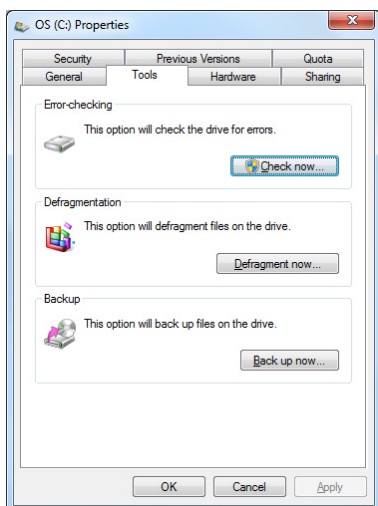 OS (C:) Properties
Security Previous Versions Quota
General Tools Hardware Sharing
Error-checking
This option will check the drive for errors.
Check now...
Defragmentation
This option will defragment files on the drive.
Defragment now...
Backup
This option will back up files on the drive.
Back up now...
OK Cancel Apply